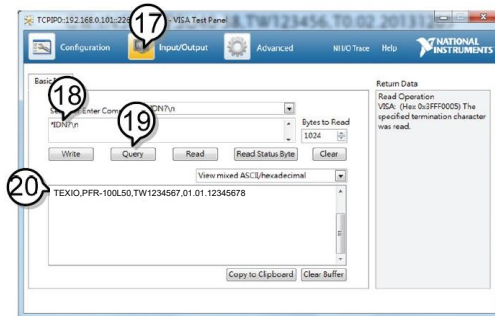 TCPIP0::192.168.0.101::226 - VISA Test Panel
17
Configuration Input/Output Advanced NI I/O Trace Help NATIONAL INSTRUMENTS
Basic
Return Data
18
Enter Com *IDN?\n
*IDN?\n
19
Bytes to Read
1024
Read Operation
VISA: (Hex 0x3FFF0005) The
specified termination character
was read.
Write Query Read Read Status Byte Clear
View mixed ASCII/hexadecimal
20
TEXIO,PFR-100L50,TW1234567,01.01.12345678
Copy to Clipboard Clear Buffer